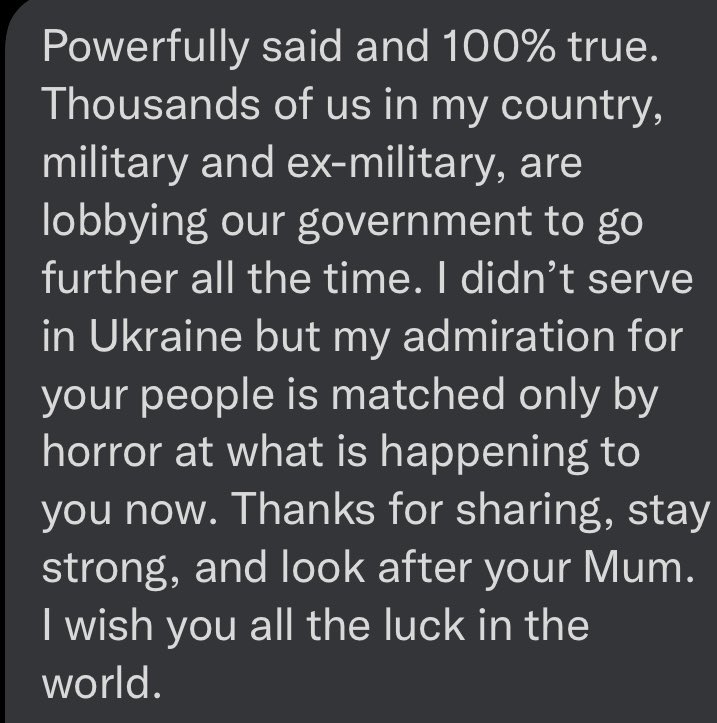 Powerfully said and 100% true.
Thousands of us in my country,
military and ex-military, are
lobbying our government to go
further all the time. I didn’t serve
in Ukraine but my admiration for
your people is matched only by
horror at what is happening to
you now. Thanks for sharing, stay
strong, and look after your Mum.
I wish you all the luck in the
world.